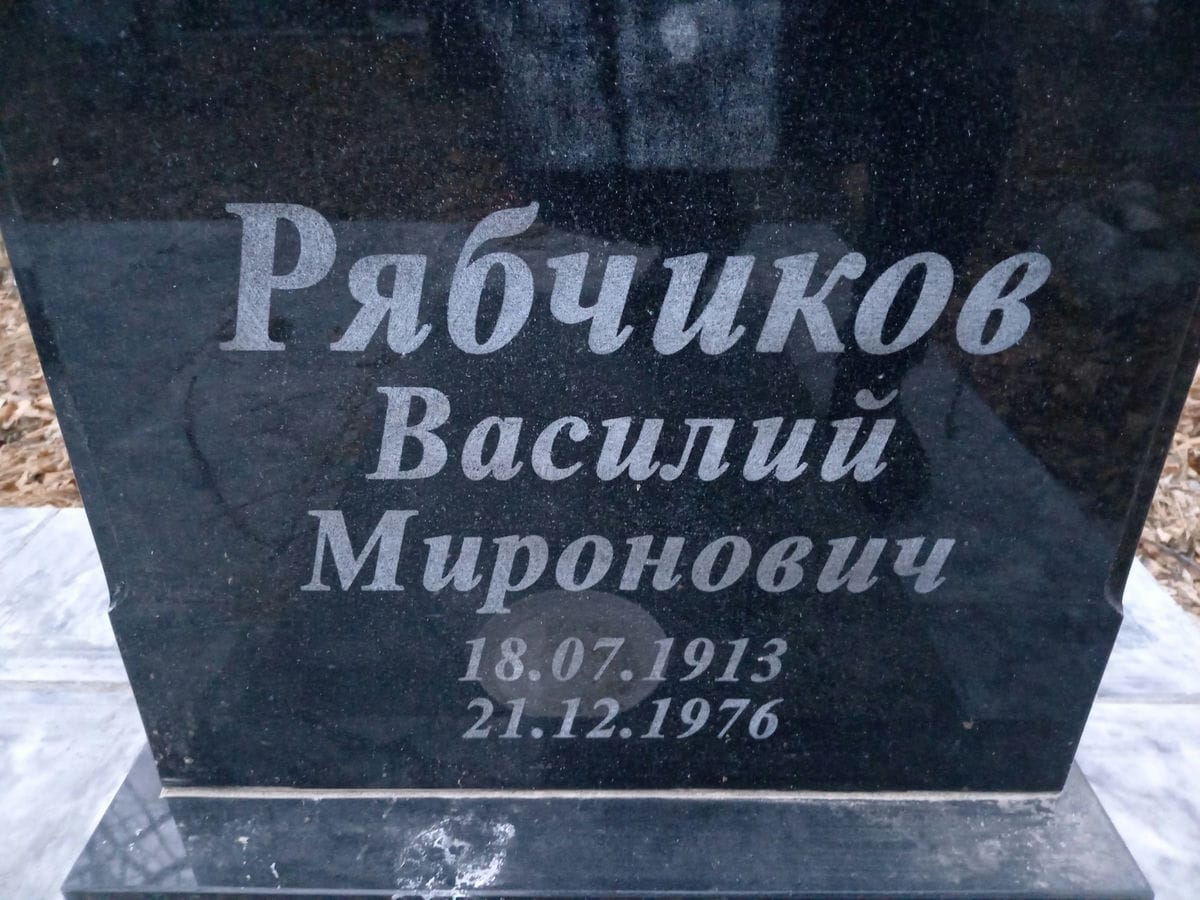 Рябчиков
Василий
Миронович
18.07.1913
21.12.1976